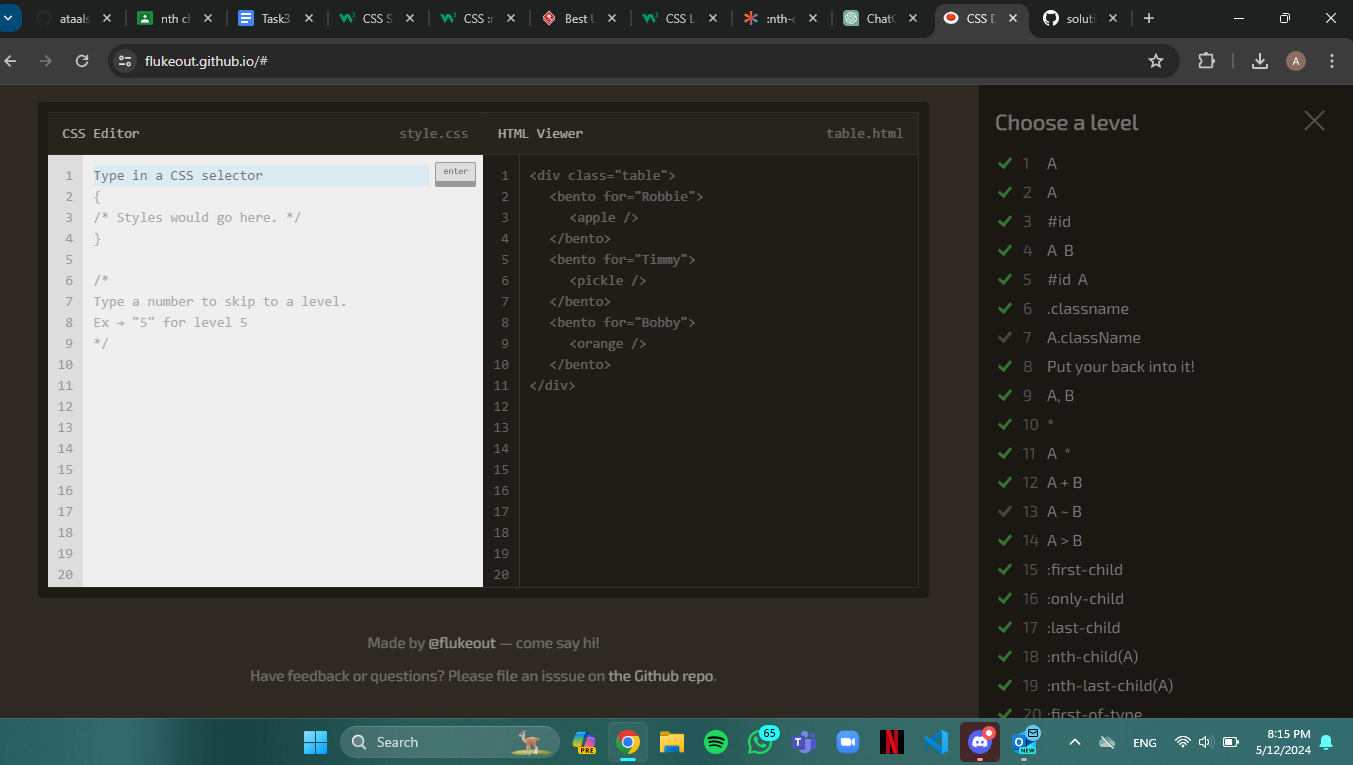 ataals
nth cl
Task3
CSS S
CSS :r
Best U
CSS L
:nth-c
ChatG
CSS D
soluti
flukeout.github.io/#
A
CSS Editor
style.css
HTML Viewer
table.html
1 Type in a CSS selector
enter
2 {
3 /* Styles would go here. */
4 }
5
6 /*
7 Type a number to skip to a level.
8 Ex → "5" for level 5
9 */
10
11
12
13
14
15
16
17
18
19
20
1 <div class="table">
2 <bento for="Robbie">
3 <apple />
4 </bento>
5 <bento for="Timmy">
6 <pickle />
7 </bento>
8 <bento for="Bobby">
9 <orange />
10 </bento>
11 </div>
12
13
14
15
16
17
18
19
20
Made by @flukeout — come say hi!
Have feedback or questions? Please file an isssue on the Github repo.
Choose a level
1 A
2 A
3 #id
4 A B
5 #id A
6 .classname
7 A.className
8 Put your back into it!
9 A, B
10 *
11 A *
12 A + B
13 A ~ B
14 A > B
15 :first-child
16 :only-child
17 :last-child
18 :nth-child(A)
19 :nth-last-child(A)
20 :first-of-type
Search
PRE
65
NEW
ENG
8:15 PM
5/12/2024